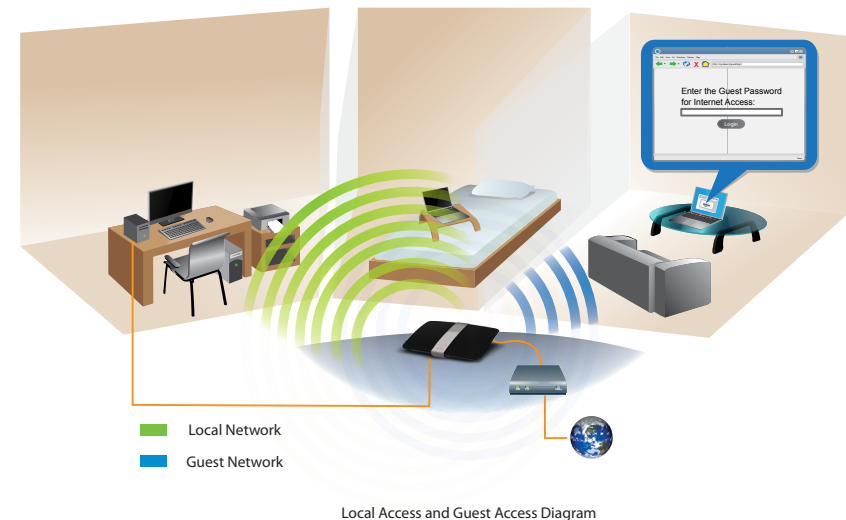 Enter the Guest Password
for Internet Access:
Login
Local Network
Guest Network
Local Access and Guest Access Diagram